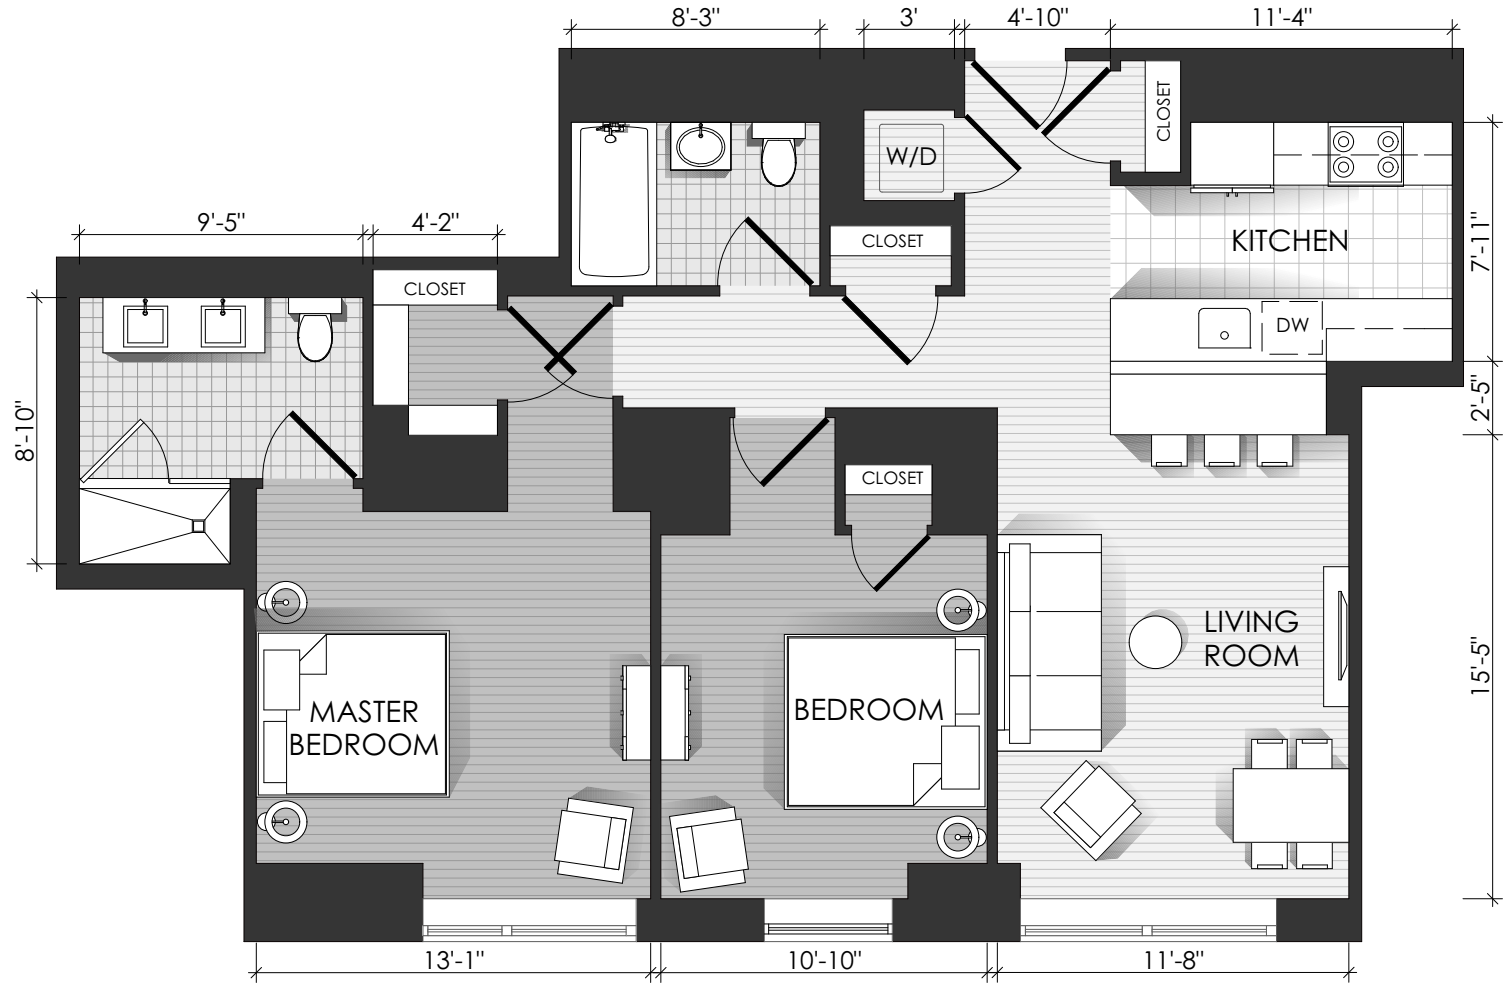 8'-3"
3'
4'-10"
11'-4"
CLOSET
W/D
9'-5"
4'-2"
CLOSET
KITCHEN
7'-11"
CLOSET
DW
2'-5"
8'-10"
CLOSET
LIVING
ROOM
15'-5"
MASTER
BEDROOM
BEDROOM
13'-1"
10'-10"
11'-8"